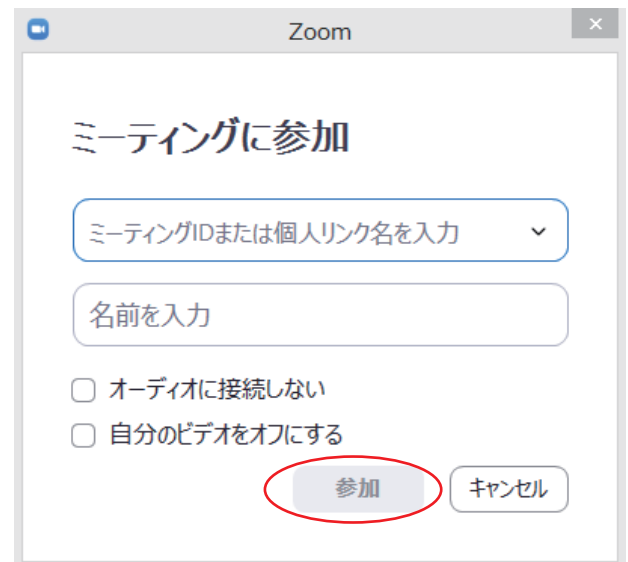 Zoom
ミーティングに参加
ミーティングIDまたは個人リンク名を入力
名前を入力
オーディオに接続しない
自分のビデオをオフにする
参加 キャンセル